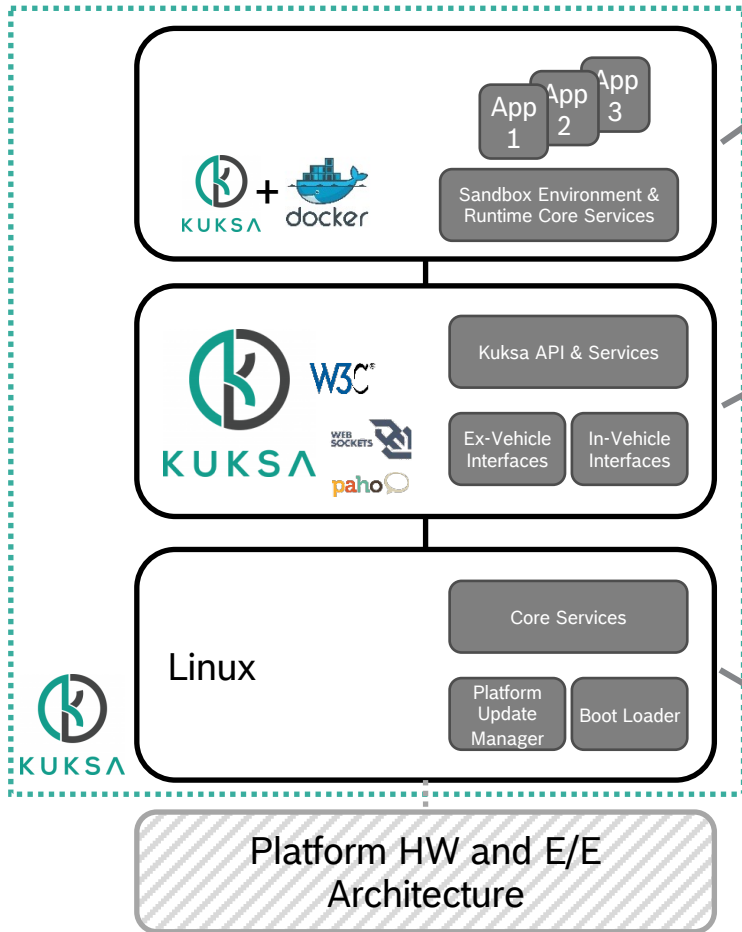 App
1
App
2
App
3
KUKSA
+
docker
Sandbox Environment &
Runtime Core Services
KUKSA
W3C®
WEB
SOCKETS
paho
Kuksa API & Services
Ex-Vehicle
Interfaces
In-Vehicle
Interfaces
Linux
Core Services
Platform
Update
Manager
Boot Loader
KUKSA
Platform HW and E/E
Architecture